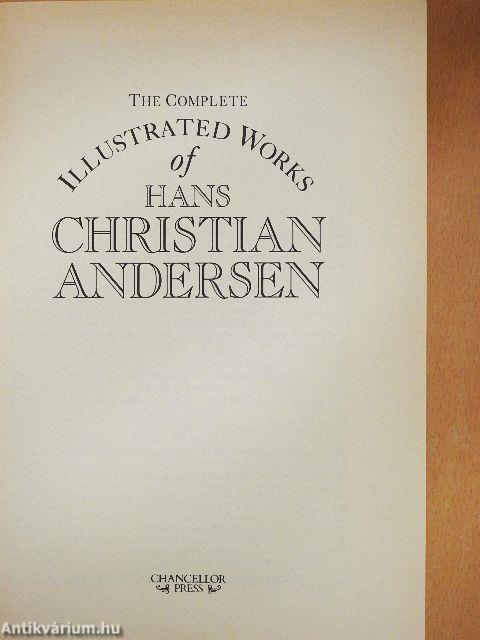 The Complete
Illustrated Works
of
Hans
Christian
Andersen
CHANCELLOR
PRESS
Antikvárium.hu